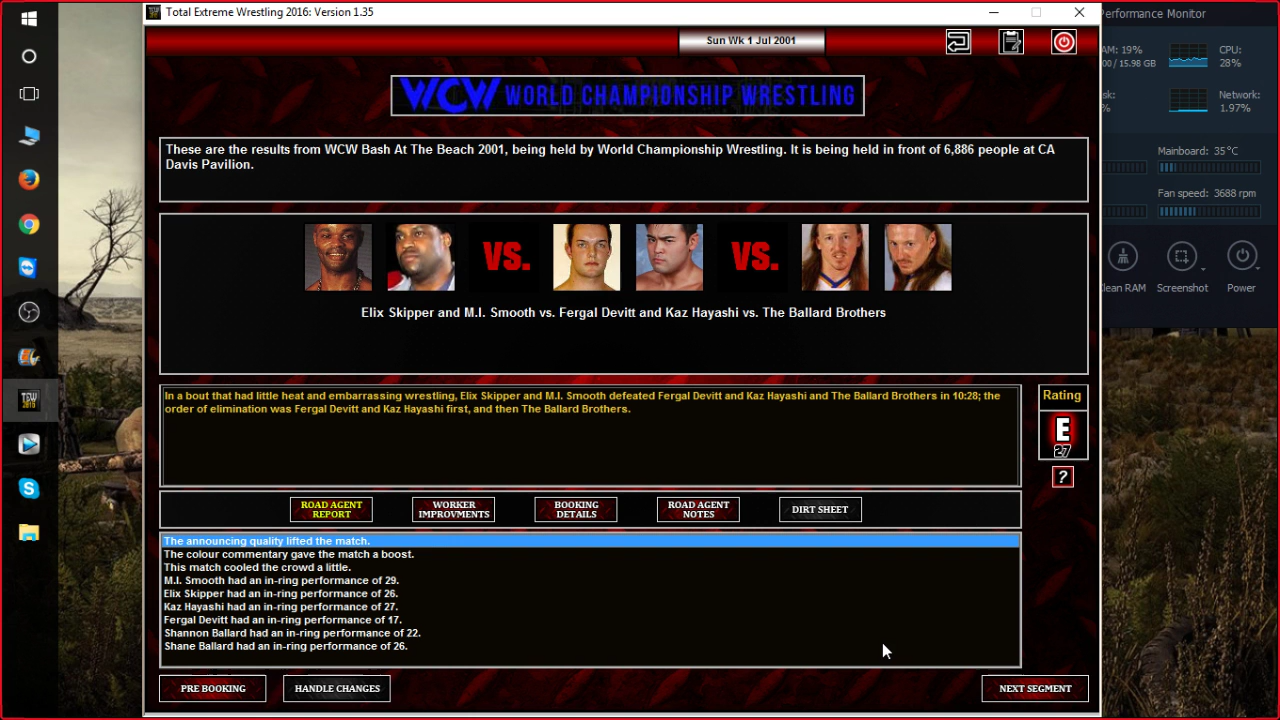 Total Extreme Wrestling 2016: Version 1.35
Performance Monitor
Sun Wk 1 Jul 2001
AM: 19%
00 / 15.98 GB
CPU:
28%
sk:
%
Network:
1.97%
WCW WORLD CHAMPIONSHIP WRESTLING
These are the results from WCW Bash At The Beach 2001, being held by World Championship Wrestling. It is being held in front of 6,886 people at CA
Davis Pavilion.
Mainboard: 35°C
Fan speed: 3688 rpm
Clean RAM Screenshot Power
VS. VS.
Elix Skipper and M.I. Smooth vs. Fergal Devitt and Kaz Hayashi vs. The Ballard Brothers
In a bout that had little heat and embarrassing wrestling, Elix Skipper and M.I. Smooth defeated Fergal Devitt and Kaz Hayashi and The Ballard Brothers in 10:28; the
order of elimination was Fergal Devitt and Kaz Hayashi first, and then The Ballard Brothers.
Rating
E
27
?
TEW
2016
ROAD AGENT
REPORT
WORKER
IMPROVMENTS
BOOKING
DETAILS
ROAD AGENT
NOTES
DIRT SHEET
The announcing quality lifted the match.
The colour commentary gave the match a boost.
This match cooled the crowd a little.
M.I. Smooth had an in-ring performance of 29.
Elix Skipper had an in-ring performance of 26.
Kaz Hayashi had an in-ring performance of 27.
Fergal Devitt had an in-ring performance of 17.
Shannon Ballard had an in-ring performance of 22.
Shane Ballard had an in-ring performance of 26.
PRE BOOKING
HANDLE CHANGES
NEXT SEGMENT